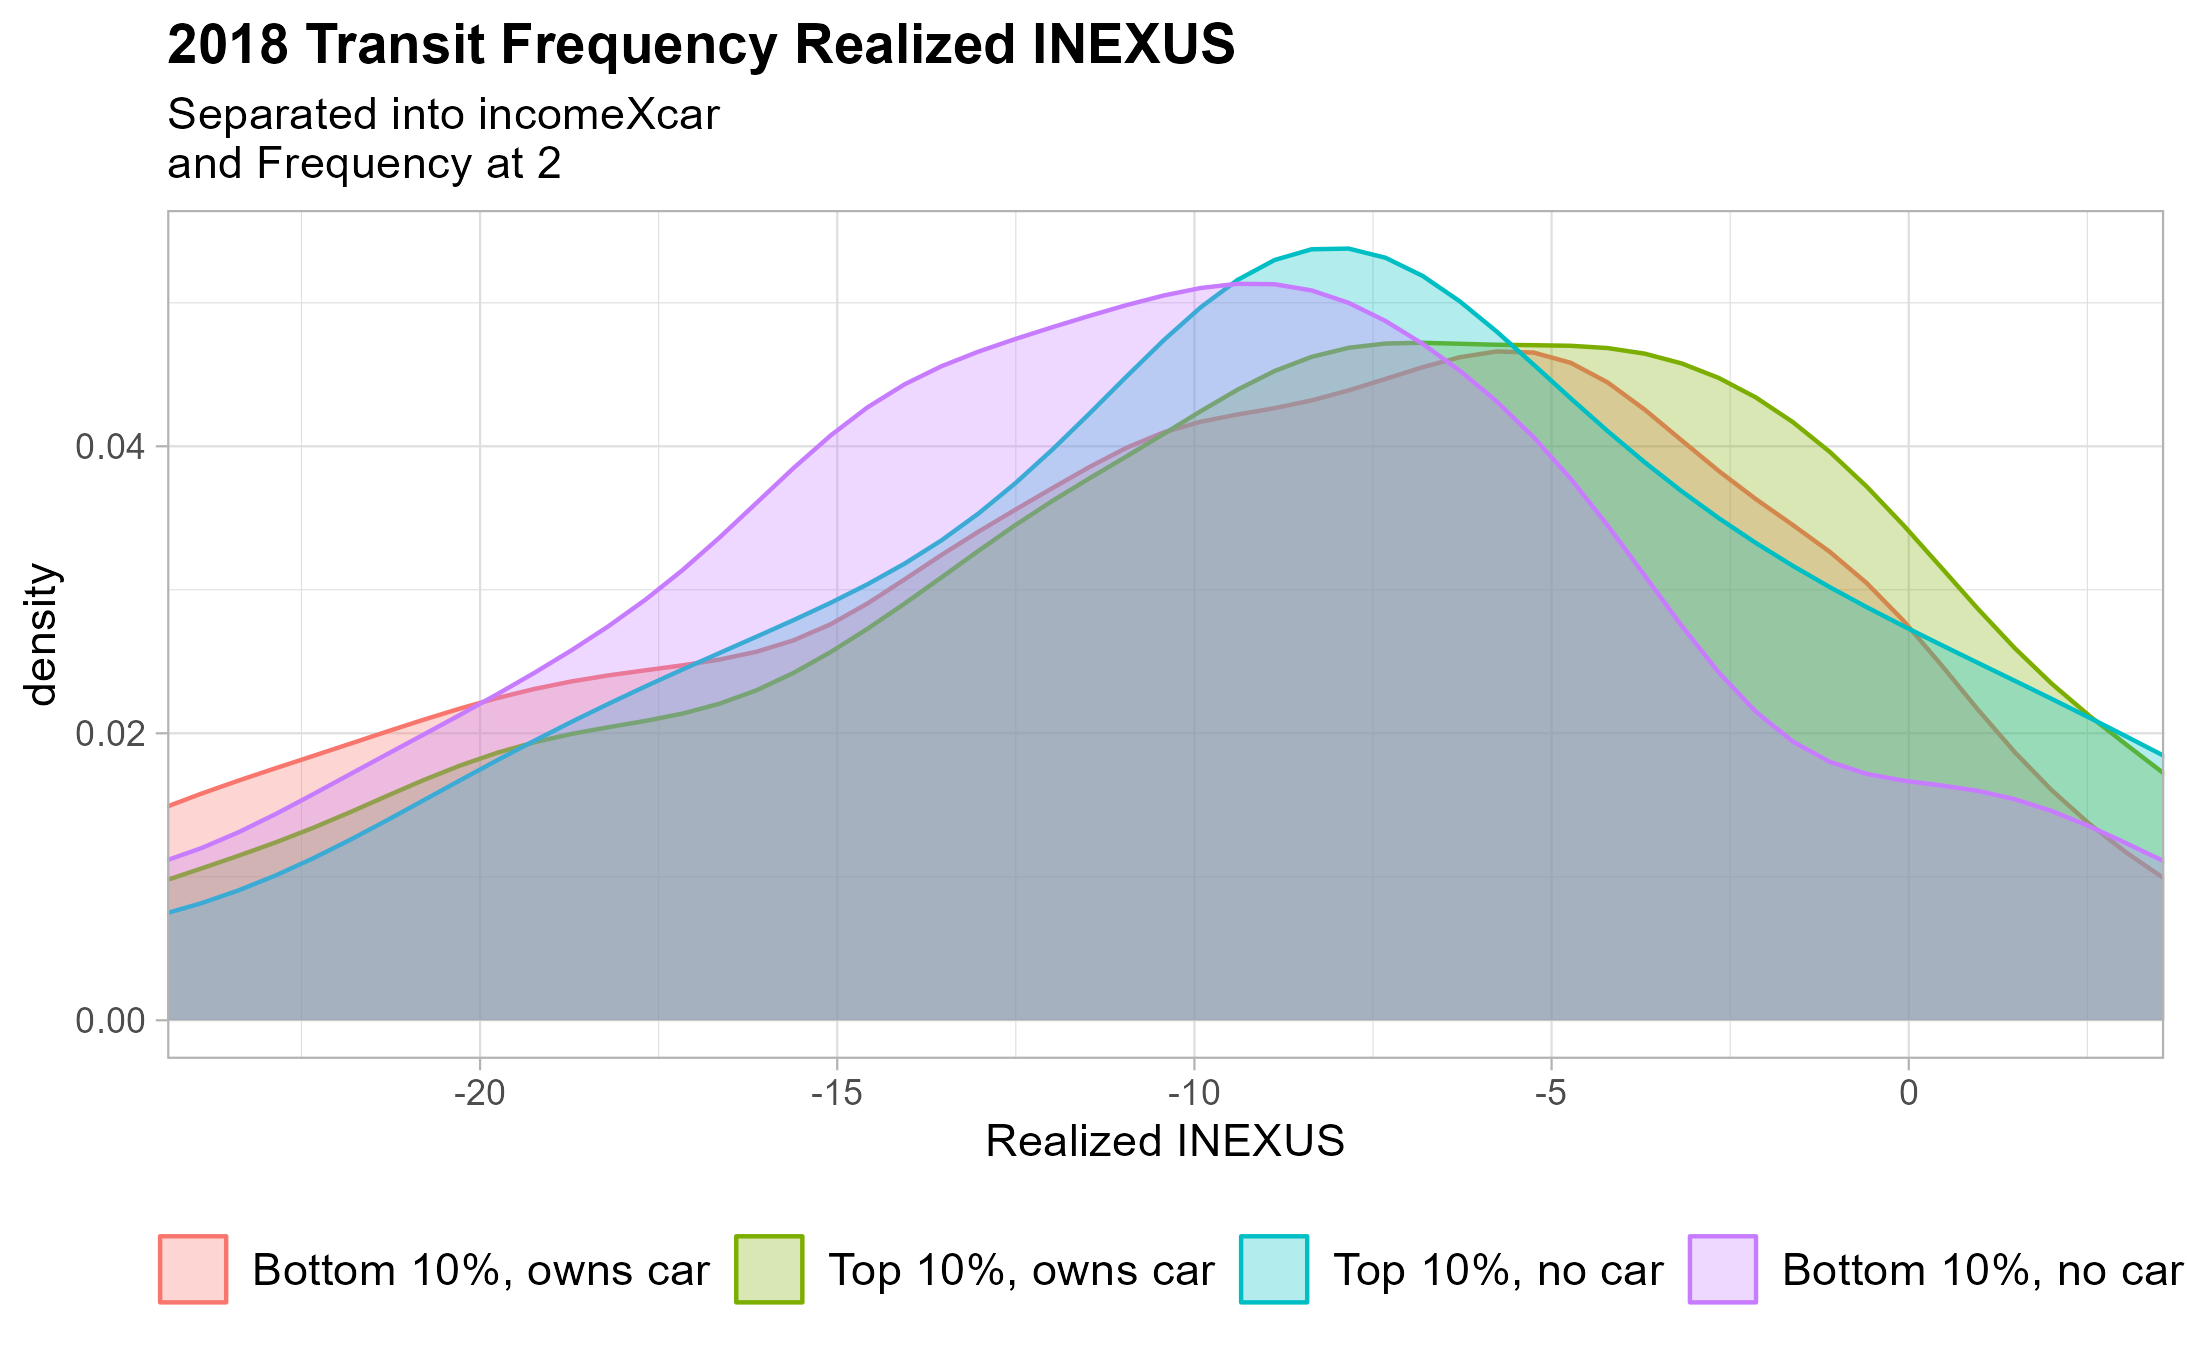 2018 Transit Frequency Realized INEXUS
Separated into incomeXcar
and Frequency at 2
density
0.04
0.02
0.00
-20 -15 -10 -5 0
Realized INEXUS
Bottom 10%, owns car Top 10%, owns car Top 10%, no car Bottom 10%, no car